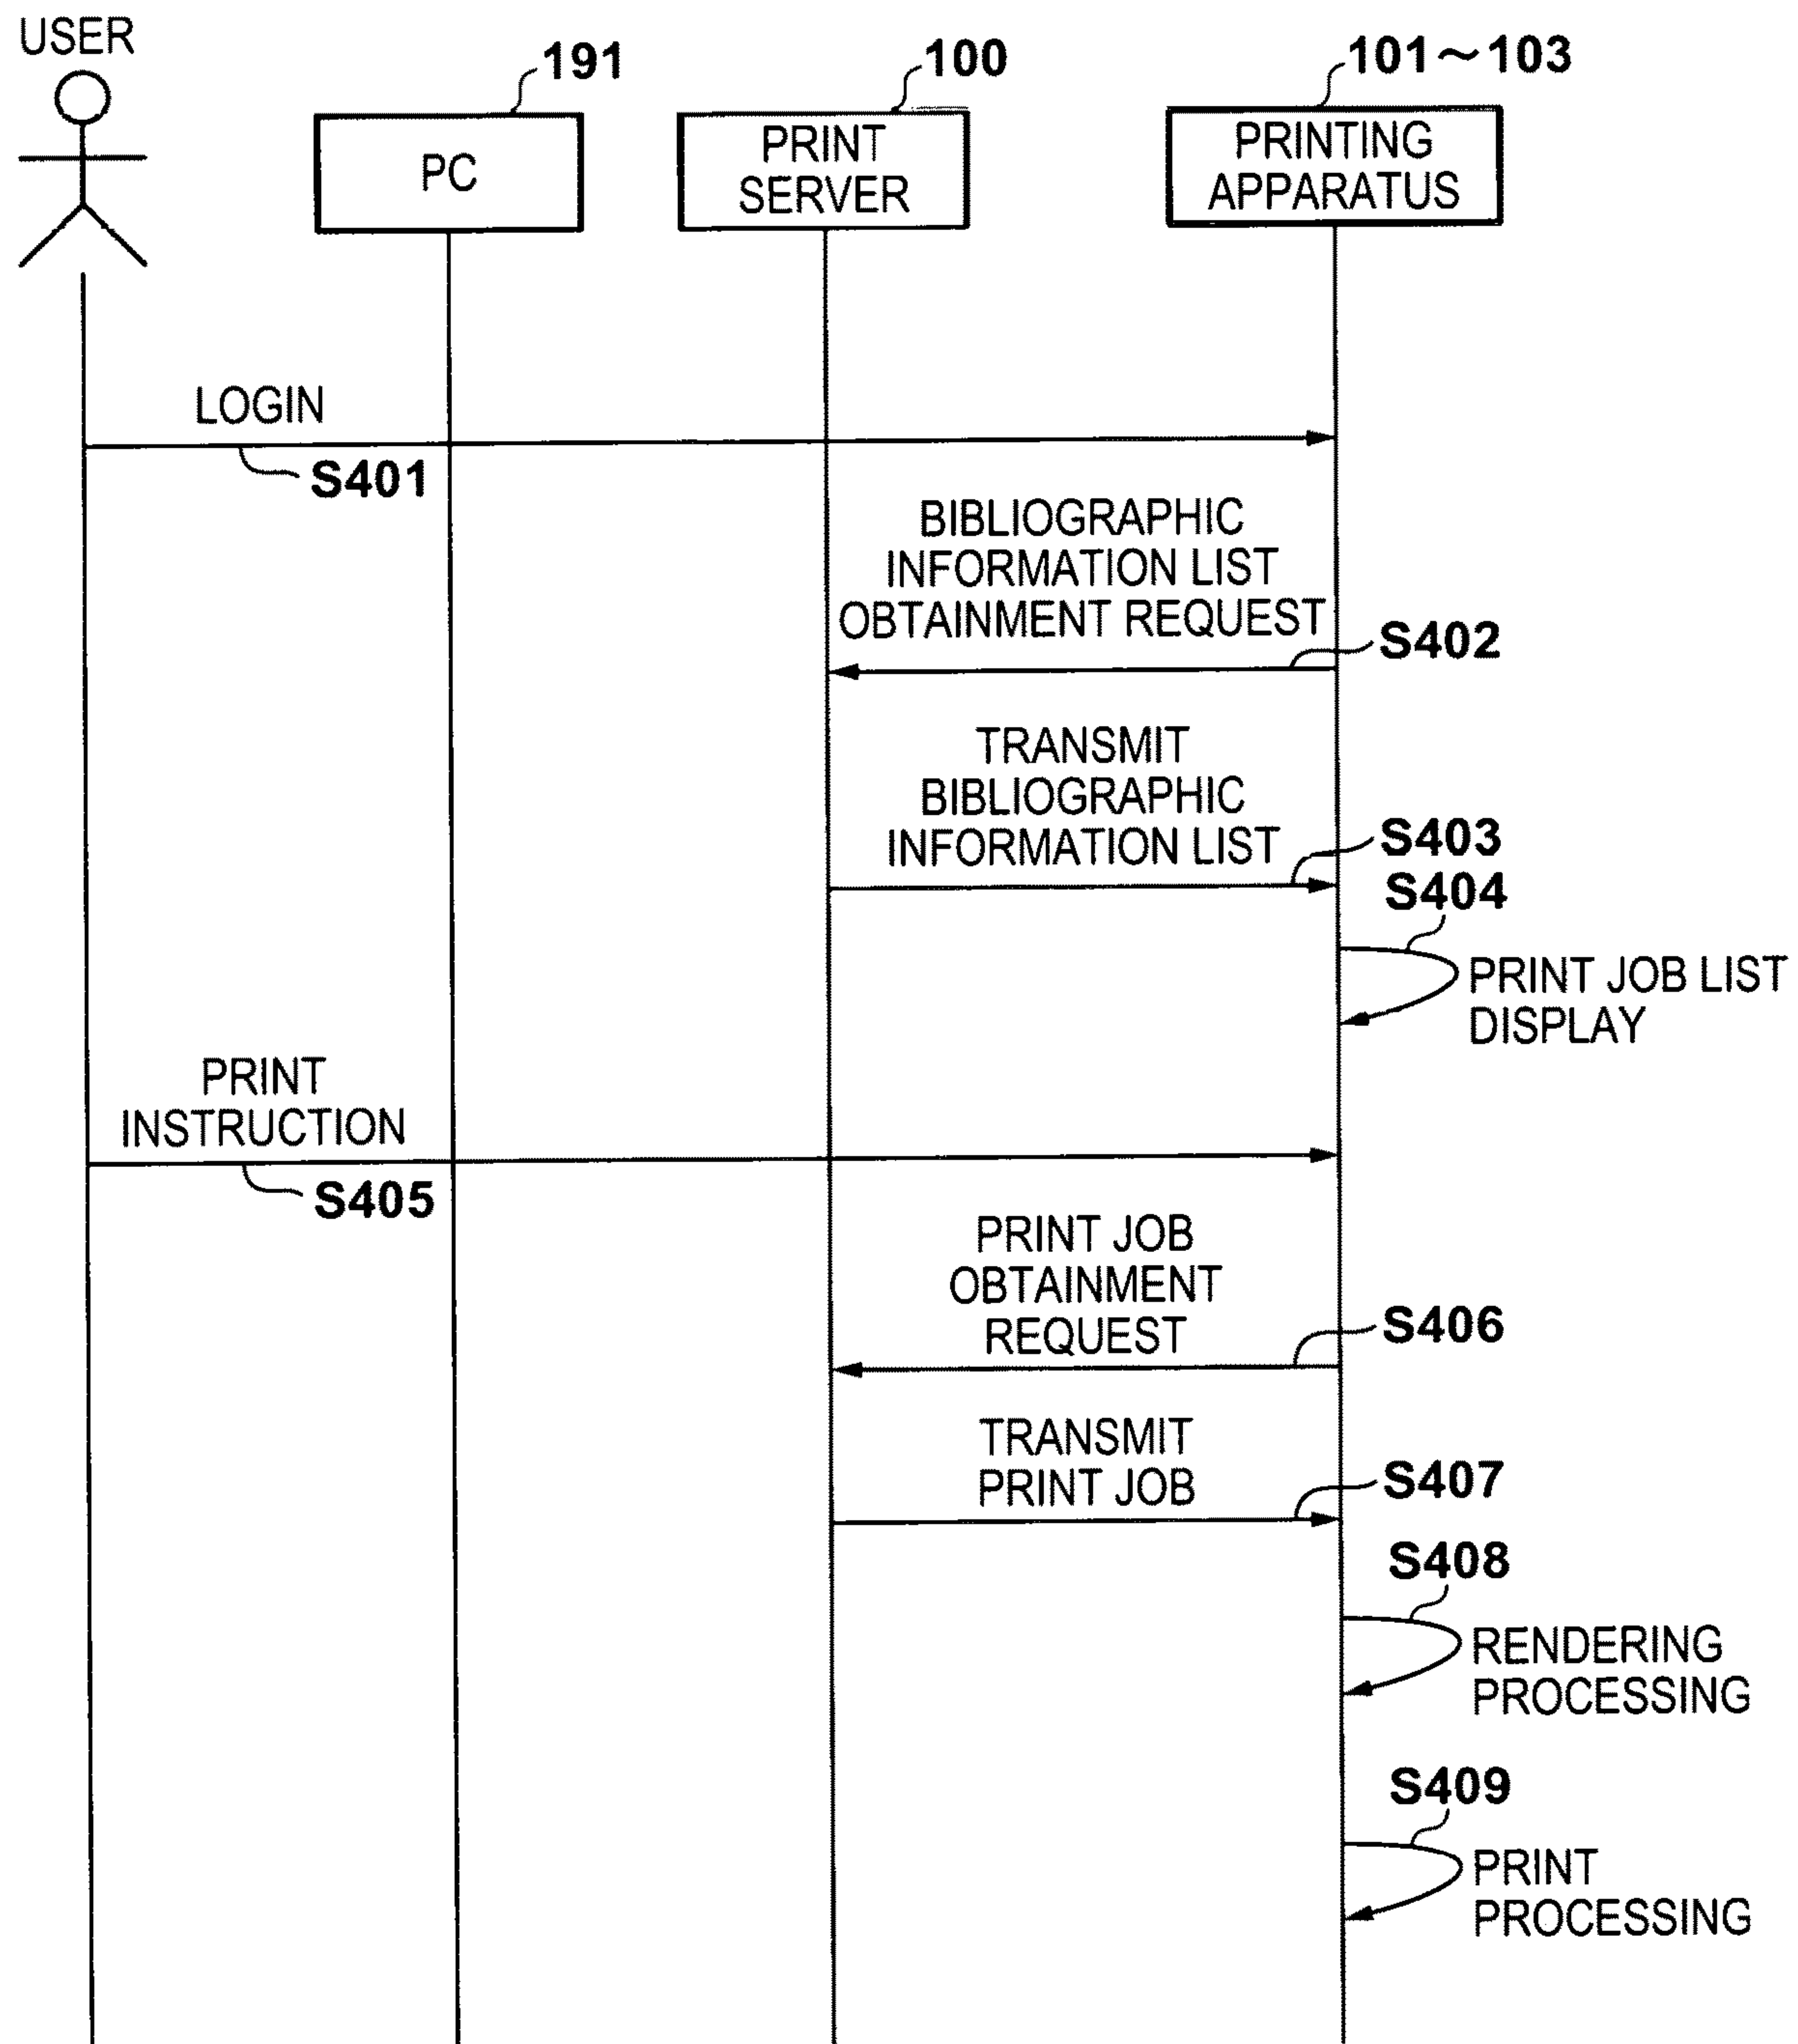 USER
191
100
101~103
PC
PRINT
SERVER
PRINTING
APPARATUS
LOGIN
S401
BIBLIOGRAPHIC
INFORMATION LIST
OBTAINMENT REQUEST
S402
TRANSMIT
BIBLIOGRAPHIC
INFORMATION LIST
S403
S404
PRINT JOB LIST
DISPLAY
PRINT
INSTRUCTION
S405
PRINT JOB
OBTAINMENT
REQUEST
S406
TRANSMIT
PRINT JOB
S407
S408
RENDERING
PROCESSING
S409
PRINT
PROCESSING